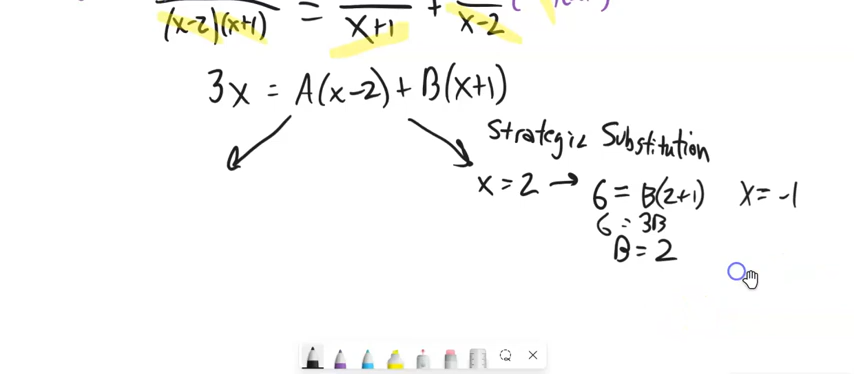 (x-2)(x+1) = x+1 + x-2
3x = A(x-2) + B(x+1)
Strategic Substitution
x = 2 → 6 = B(2+1) x = -1
6 = 3B
B = 2